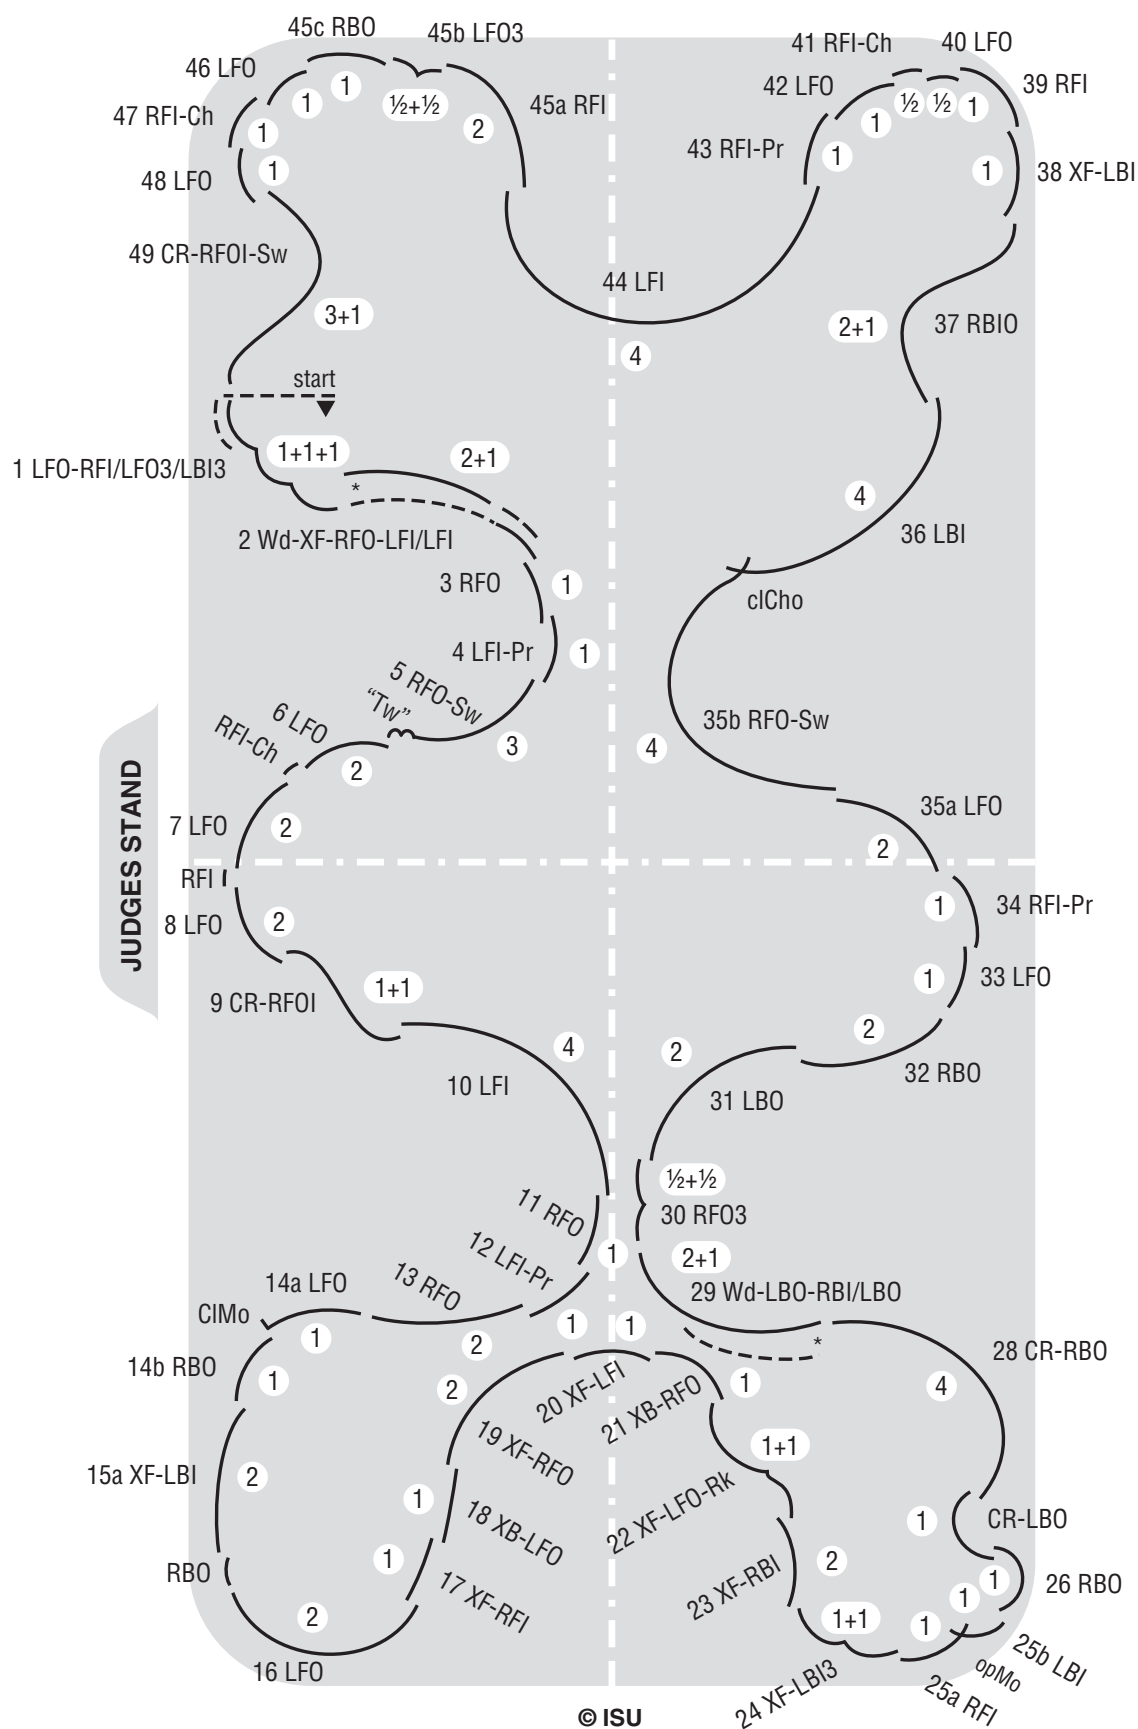 45c RBO
45b LFO3
46 LFO
47 RFI-Ch
48 LFO
1
1
½+½
2
1
1
45a RFI
41 RFI-Ch
40 LFO
42 LFO
39 RFI
43 RFI-Pr
38 XF-LBI
½
½
1
1
1
1
49 CR-RFOI-Sw
3+1
44 LFI
4
2+1
37 RBIO
start
1+1+1
2+1
1 LFO-RFI/LFO3/LBI3
*
2 Wd-XF-RFO-LFI/LFI
4
36 LBI
clCho
3 RFO
1
4 LFI-Pr
1
5 RFO-Sw
"Tw"
3
6 LFO
RFI-Ch
2
35b RFO-Sw
4
7 LFO
2
35a LFO
2
JUDGES STAND
RFI
8 LFO
2
34 RFI-Pr
1
33 LFO
1
9 CR-RFOI
1+1
10 LFI
4
2
2
32 RBO
31 LBO
½+½
30 RFO3
11 RFO
1
12 LFI-Pr
1
13 RFO
2
2+1
29 Wd-LBO-RBI/LBO
*
14a LFO
ClMo
1
14b RBO
1
28 CR-RBO
4
1
20 XF-LFI
21 XB-RFO
1
2
19 XF-RFO
15a XF-LBI
2
1
18 XB-LFO
1+1
22 XF-LFO-Rk
1
CR-LBO
RBO
1
17 XF-RFI
2
23 XF-RBI
1
26 RBO
2
16 LFO
1+1
24 XF-LBI3
1
1
25b LBI
opMo
25a RFI
© ISU